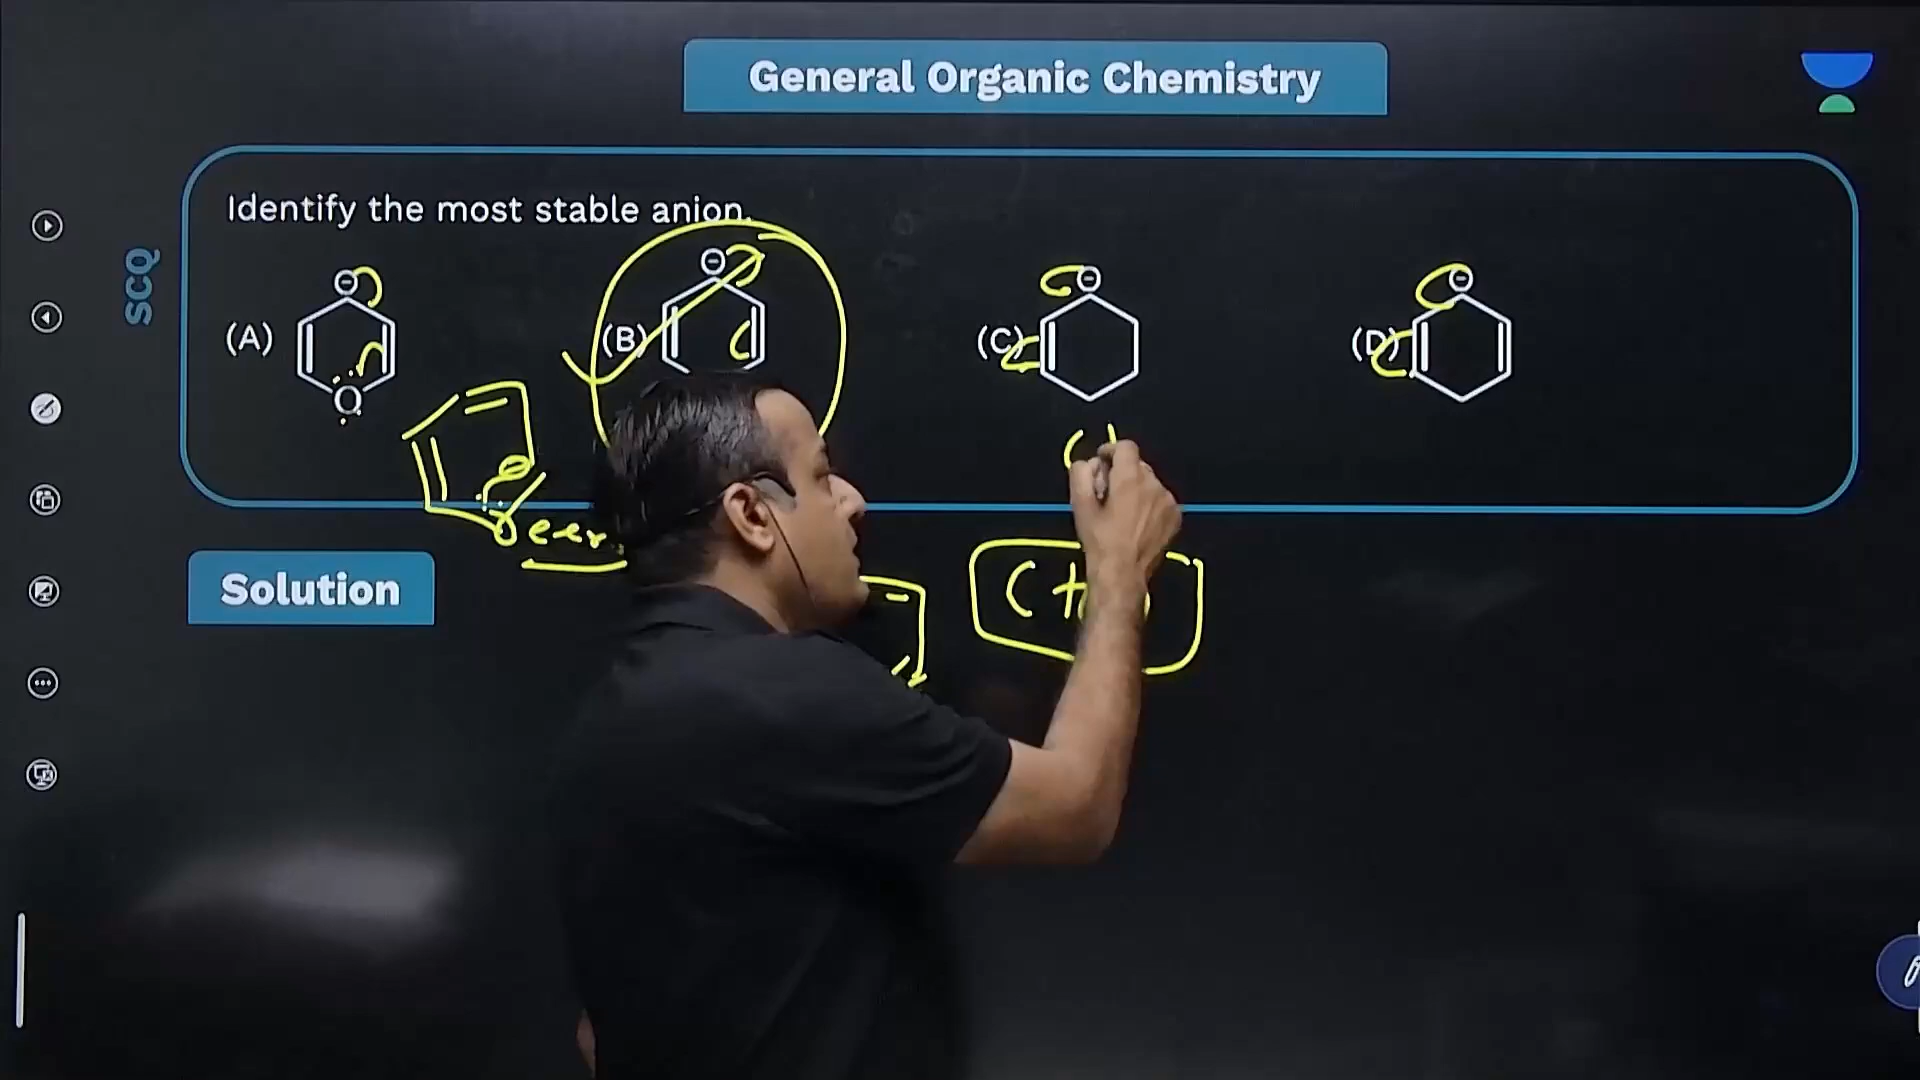 General Organic Chemistry
SCQ
Identify the most stable anion.
(A)
(B)
(C)
(D)
O
Solution